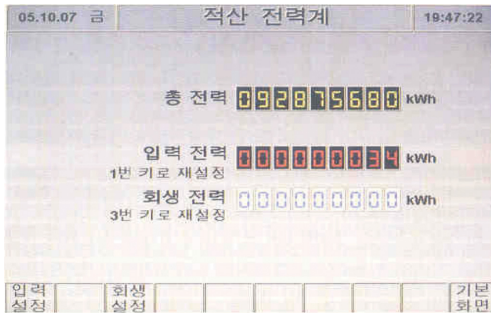 05.10.07 금 적산 전력계 19:47:22
총 전력 092875680 kWh
입력 전력 000000034 kWh
1번 키로 재설정
회생 전력 000000000 kWh
3번 키로 재설정
입력 설정 회생 설정 기본 화면